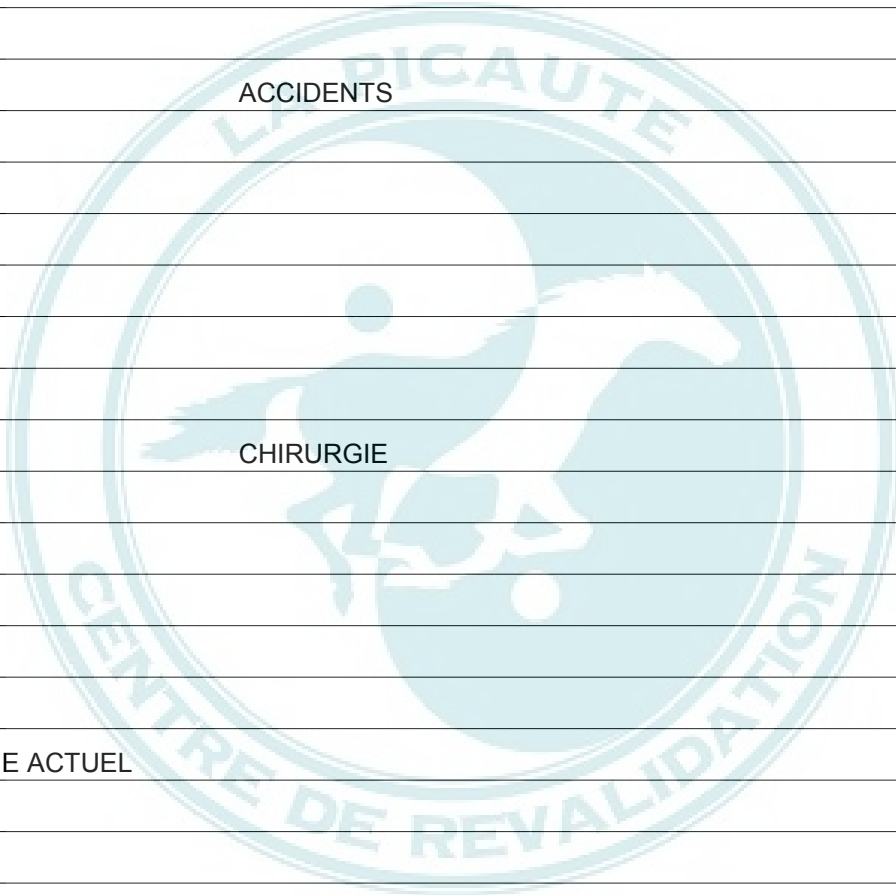 LA PICAUTE
ACCIDENTS
CHIRURGIE
E ACTUEL
CENTRE DE REVALIDATION